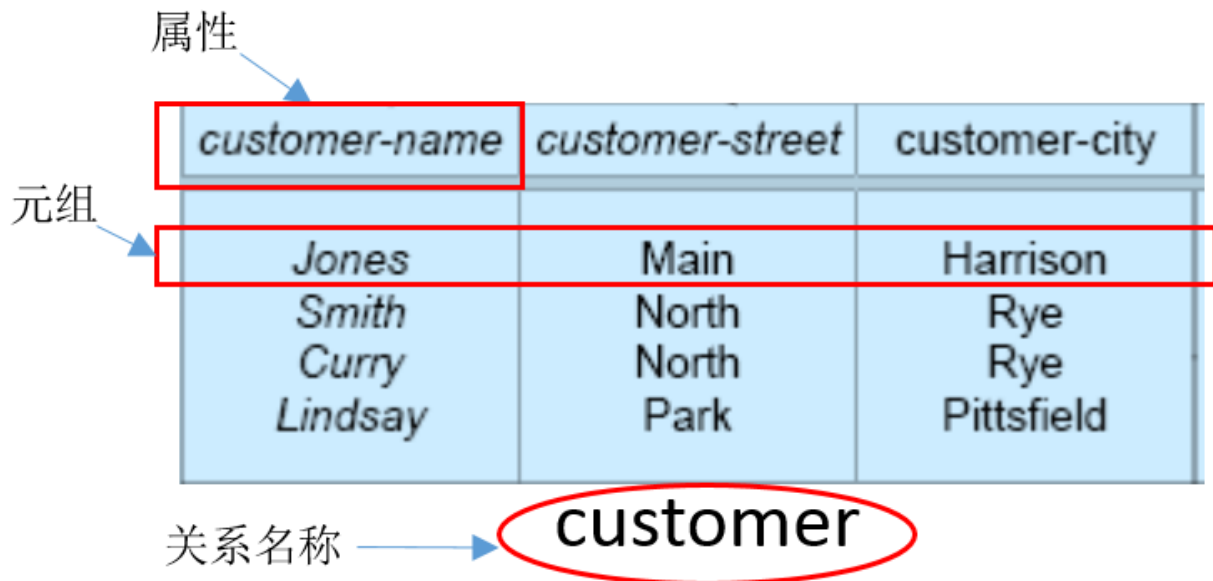 属性
customer-name customer-street customer-city
元组
Jones Main Harrison
Smith North Rye
Curry North Rye
Lindsay Park Pittsfield
customer
关系名称